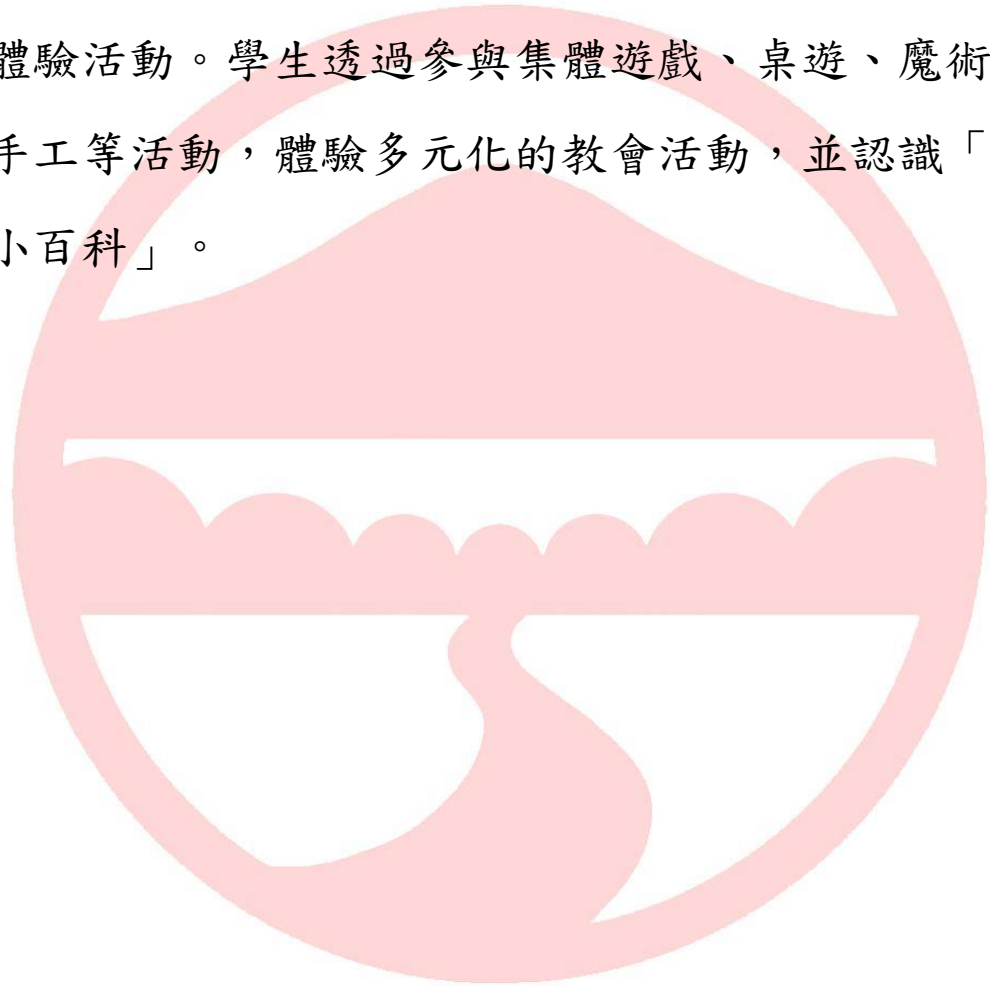 體驗活動。學生透過參與集體遊戲、桌遊、魔術
手工等活動，體驗多元化的教會活動，並認識「
小百科」。